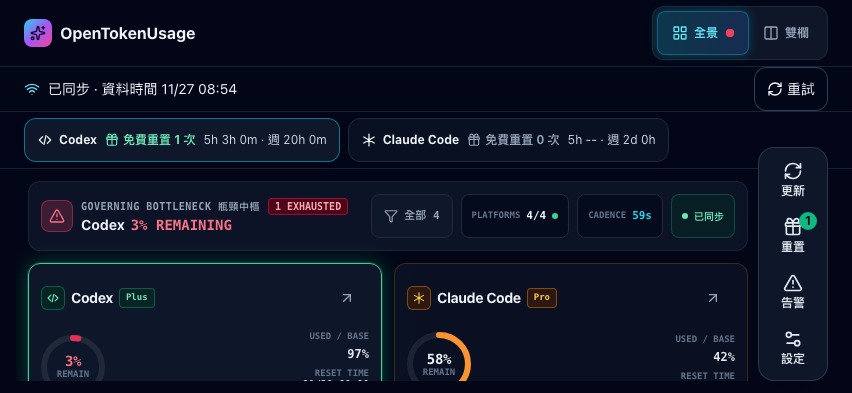 OpenTokenUsage
全景
雙欄
已同步 · 資料時間 11/27 08:54
重試
Codex 免費重置 1 次 5h 3h 0m · 週 20h 0m
Claude Code 免費重置 0 次 5h -- · 週 2d 0h
更新
1
重置
告警
設定
GOVERNING BOTTLENECK 瓶頸中樞 1 EXHAUSTED
Codex 3% REMAINING
全部 4
PLATFORMS 4/4
CADENCE 59s
已同步
Codex Plus
USED / BASE
97%
3%
REMAIN
RESET TIME
Claude Code Pro
USED / BASE
42%
58%
REMAIN
RESET TIME